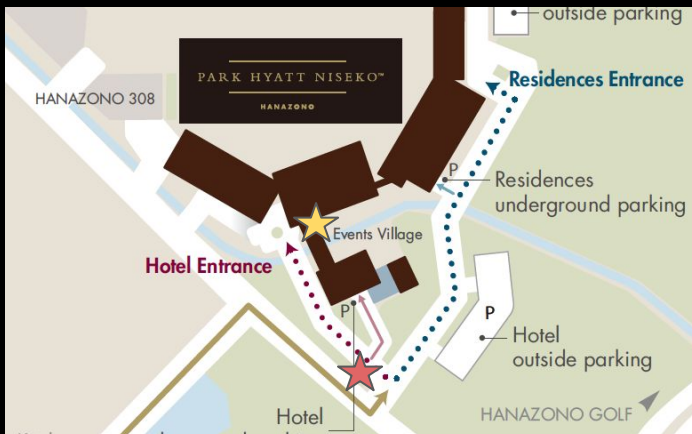 outside parking
PARK HYATT NISEKO™
HANAZONO
Residences Entrance
HANAZONO 308
P
Residences
underground parking
Events Village
Hotel Entrance
P
P
Hotel
outside parking
HANAZONO GOLF
Hotel